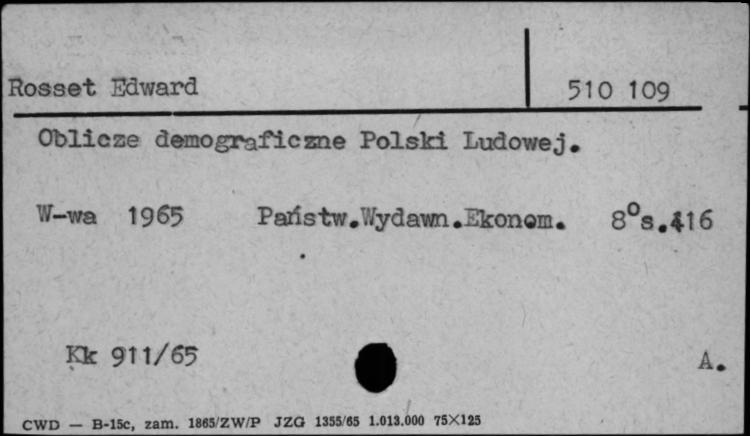 Rosset Edward 510 109
Oblicze demograficzne Polski Ludowej.
W-wa 1965 Państw.Wydawn.Ekonom. 8°s.416
Kk 911/65 A.
CWD — B-15c, zam. 1865/ZW/P JZG 1355/65 1.013.000 75×125